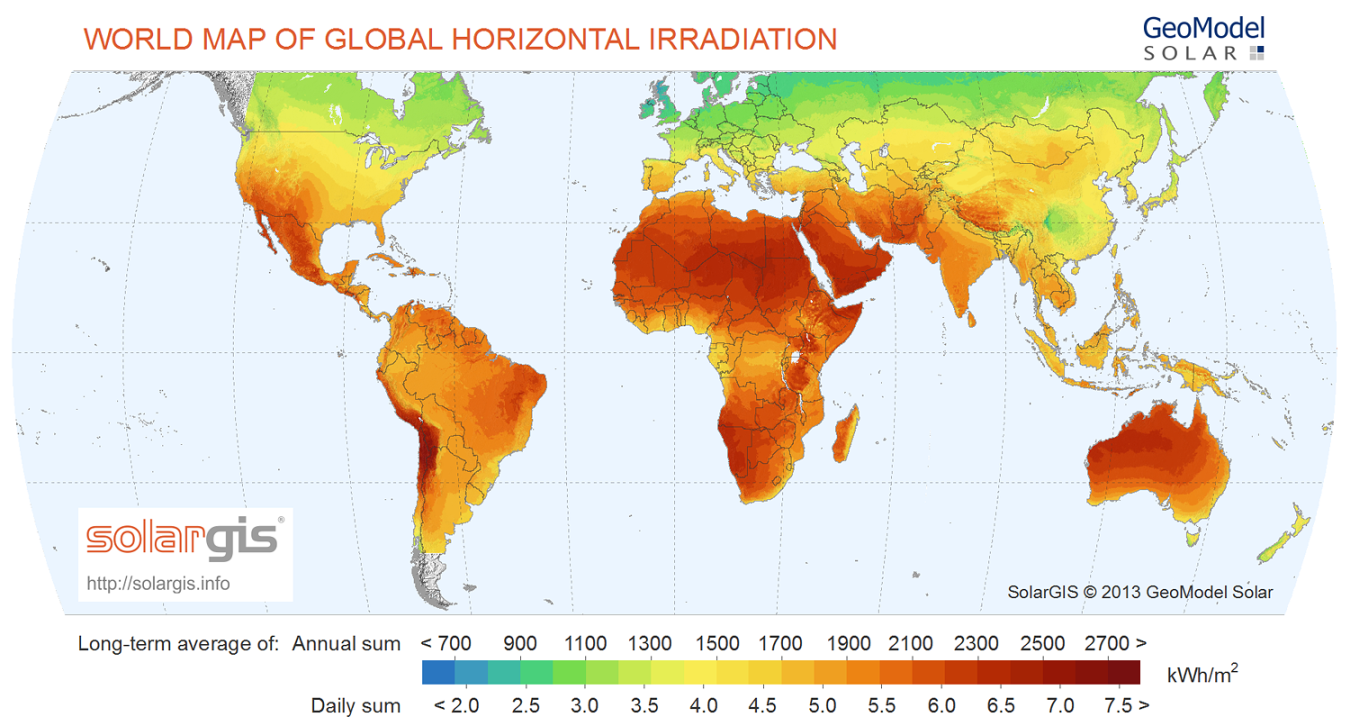 WORLD MAP OF GLOBAL HORIZONTAL IRRADIATION
GeoModel
SOLAR
solargis®
http://solargis.info
SolarGIS © 2013 GeoModel Solar
Long-term average of: Annual sum < 700 900 1100 1300 1500 1700 1900 2100 2300 2500 2700 >
kWh/m²
Daily sum < 2.0 2.5 3.0 3.5 4.0 4.5 5.0 5.5 6.0 6.5 7.0 7.5 >